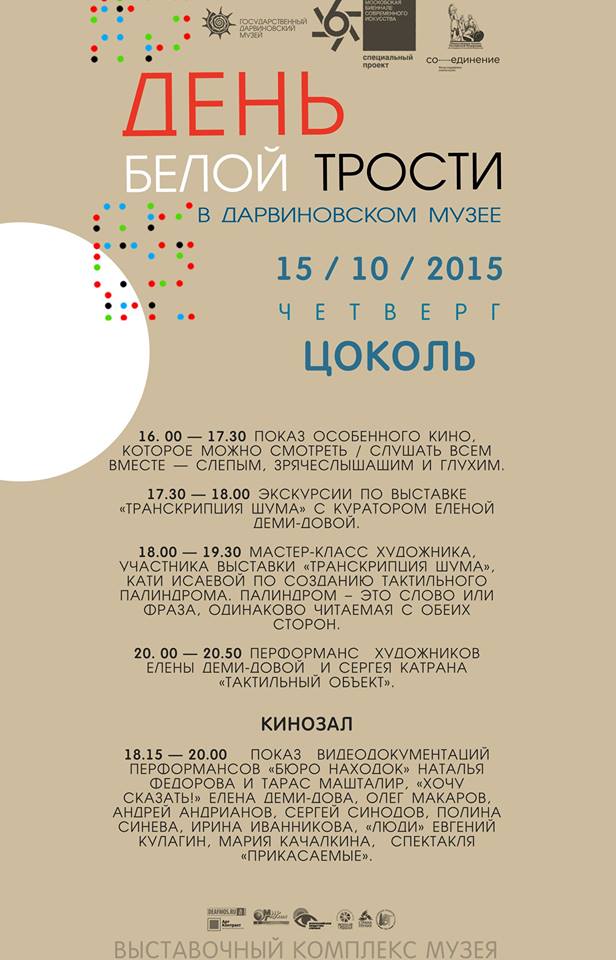 ГОСУДАРСТВЕННЫЙ
ДАРВИНОВСКИЙ
МУЗЕЙ
МОСКОВСКАЯ
БИЕННАЛЕ
СОВРЕМЕННОГО
ИСКУССТВА
специальный
проект
со—единение
ДЕНЬ
БЕЛОЙ ТРОСТИ
В ДАРВИНОВСКОМ МУЗЕЕ
15 / 10 / 2015
ЧЕТВЕРГ
ЦОКОЛЬ
16. 00 — 17.30 ПОКАЗ ОСОБЕННОГО КИНО,
КОТОРОЕ МОЖНО СМОТРЕТЬ / СЛУШАТЬ ВСЕМ
ВМЕСТЕ — СЛЕПЫМ, ЗРЯЧЕСЛЫШАЩИМ И ГЛУХИМ.
17.30 — 18.00 ЭКСКУРСИИ ПО ВЫСТАВКЕ
«ТРАНСКРИПЦИЯ ШУМА» С КУРАТОРОМ ЕЛЕНОЙ
ДЕМИ-ДОВОЙ.
18.00 — 19.30 МАСТЕР-КЛАСС ХУДОЖНИКА,
УЧАСТНИКА ВЫСТАВКИ «ТРАНСКРИПЦИЯ ШУМА»,
КАТИ ИСАЕВОЙ ПО СОЗДАНИЮ ТАКТИЛЬНОГО
ПАЛИНДРОМА. ПАЛИНДРОМ – ЭТО СЛОВО ИЛИ
ФРАЗА, ОДИНАКОВО ЧИТАЕМАЯ С ОБЕИХ
СТОРОН.
20. 00 — 20.50 ПЕРФОРМАНС ХУДОЖНИКОВ
ЕЛЕНЫ ДЕМИ-ДОВОЙ И СЕРГЕЯ КАТРАНА
«ТАКТИЛЬНЫЙ ОБЪЕКТ».
КИНОЗАЛ
18.15 — 20.00 ПОКАЗ ВИДЕОДОКУМЕНТАЦИЙ
ПЕРФОРМАНСОВ «БЮРО НАХОДОК» НАТАЛЬЯ
ФЕДОРОВА И ТАРАС МАШТАЛИР, «ХОЧУ
СКАЗАТЬ!» ЕЛЕНА ДЕМИ-ДОВА, ОЛЕГ МАКАРОВ,
АНДРЕЙ АНДРИАНОВ, СЕРГЕЙ СИНОДОВ, ПОЛИНА
СИНЕВА, ИРИНА ИВАННИКОВА, «ЛЮДИ» ЕВГЕНИЙ
КУЛАГИН, МАРИЯ КАЧАЛКИНА, СПЕКТАКЛЯ
«ПРИКАСАЕМЫЕ».
DEAFMOS.RU
Арт
Контракт
ВЫСТАВОЧНЫЙ КОМПЛЕКС МУЗЕЯ